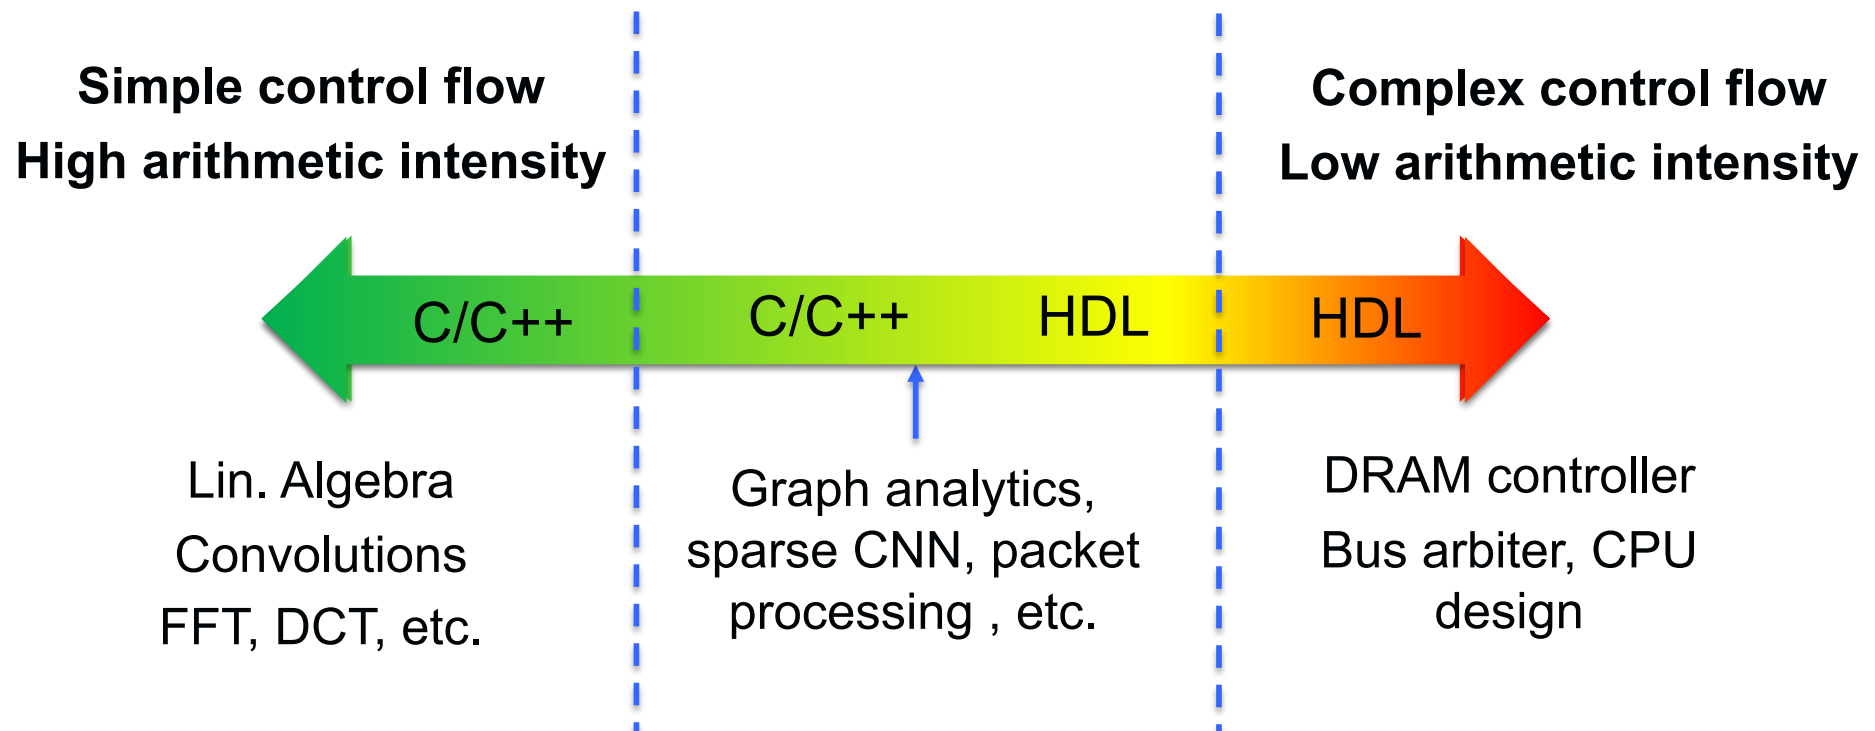 Simple control flow
High arithmetic intensity
Complex control flow
Low arithmetic intensity
C/C++
C/C++
HDL
HDL
Lin. Algebra
Convolutions
FFT, DCT, etc.
Graph analytics,
sparse CNN, packet
processing , etc.
DRAM controller
Bus arbiter, CPU
design